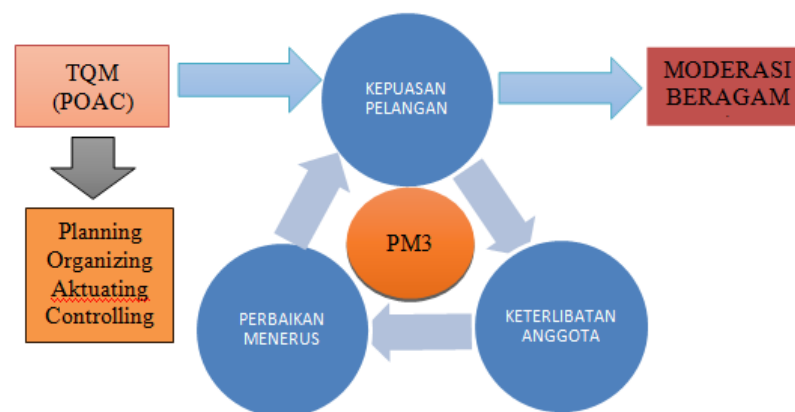 TQM
(POAC)
KEPUASAN
PELANGAN
MODERASI
BERAGAM
Planning
Organizing
Aktuating
Controlling
PM3
PERBAIKAN
MENERUS
KETERLIBATAN
ANGGOTA